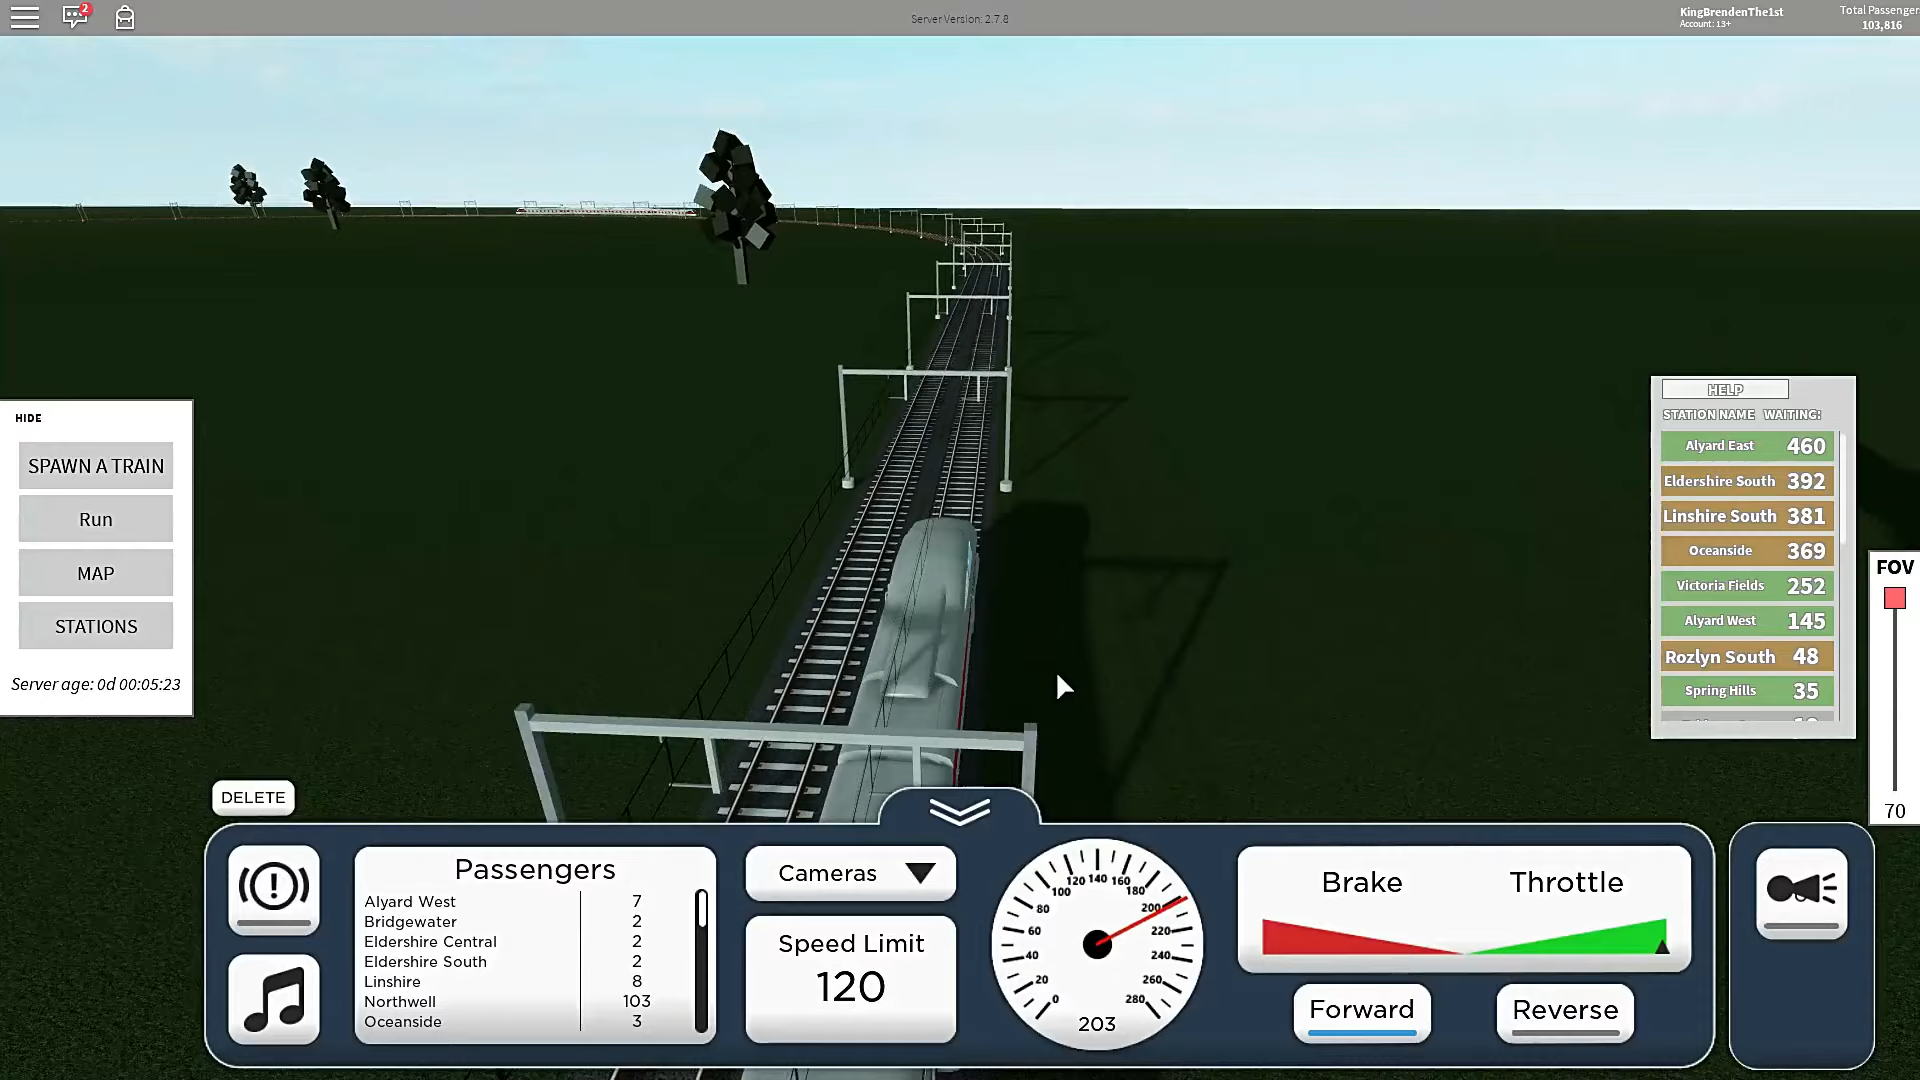 2
Server Version: 2.7.8
KingBrendenThe1st
Account: 13+
Total Passenger
103,816
HIDE
SPAWN A TRAIN
Run
MAP
STATIONS
Server age: 0d 00:05:23
HELP
STATION NAME WAITING:
Alyard East 460
Eldershire South 392
Linshire South 381
Oceanside 369
Victoria Fields 252
Alyard West 145
Rozlyn South 48
Spring Hills 35
FOV
70
DELETE
Passengers
Alyard West 7
Bridgewater 2
Eldershire Central 2
Eldershire South 2
Linshire 8
Northwell 103
Oceanside 3
Cameras
Speed Limit
120
0 20 40 60 80 100 120 140 160 180 200 220 240 260 280
203
Brake Throttle
Forward Reverse